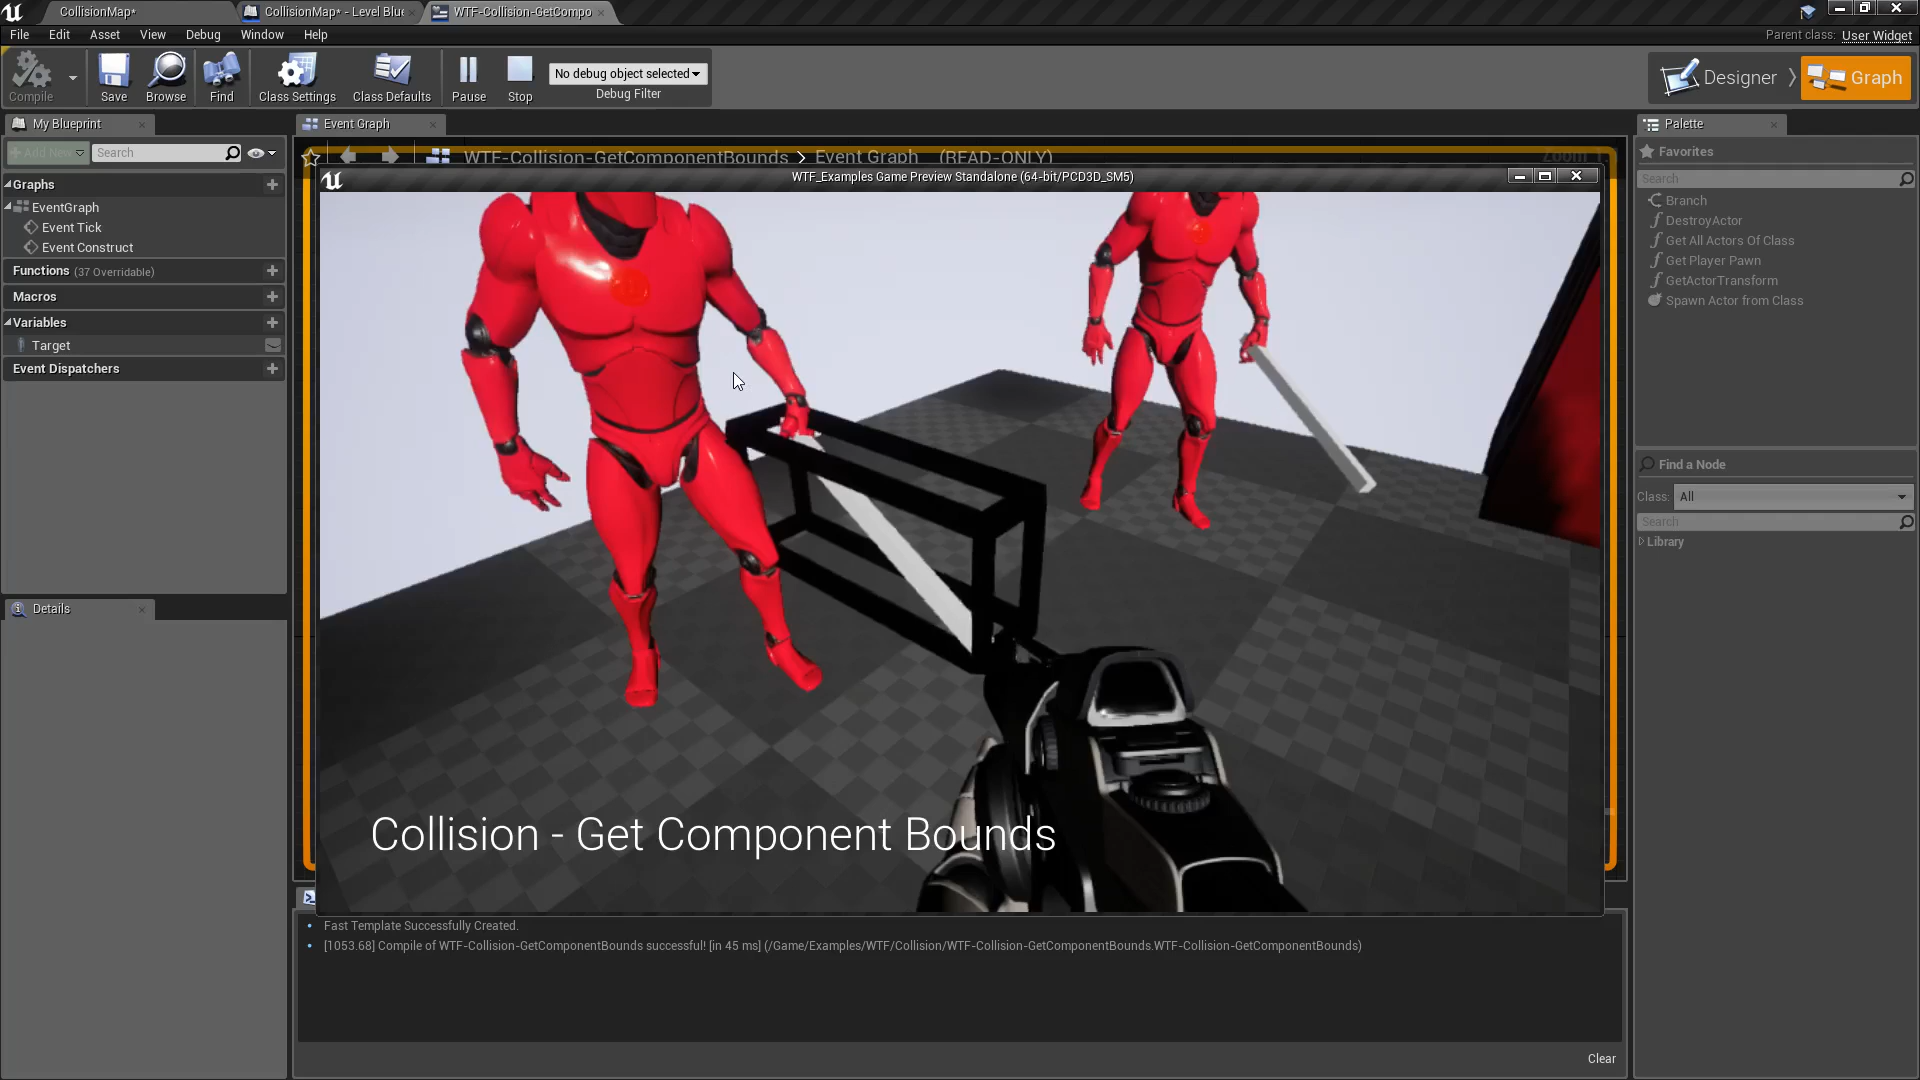 CollisionMap*
CollisionMap* - Level Blue
WTF-Collision-GetCompo
File Edit Asset View Debug Window Help
Parent class: User Widget
Compile
Save
Browse
Find
Class Settings
Class Defaults
Pause
Stop
No debug object selected
Debug Filter
Designer
Graph
My Blueprint
Event Graph
Palette
Add New
Search
WTF-Collision-GetComponentBounds > Event Graph (READ-ONLY)
Favorites
WTF_Examples Game Preview Standalone (64-bit/PCD3D_SM5)
Search
Graphs
EventGraph
Event Tick
Event Construct
Functions (37 Overridable)
Macros
Variables
Target
Event Dispatchers
Branch
DestroyActor
Get All Actors Of Class
Get Player Pawn
GetActorTransform
Spawn Actor from Class
Find a Node
Class: All
Search
Library
Details
Collision - Get Component Bounds
Fast Template Successfully Created.
[1053.68] Compile of WTF-Collision-GetComponentBounds successful! [in 45 ms] (/Game/Examples/WTF/Collision/WTF-Collision-GetComponentBounds.WTF-Collision-GetComponentBounds)
Clear